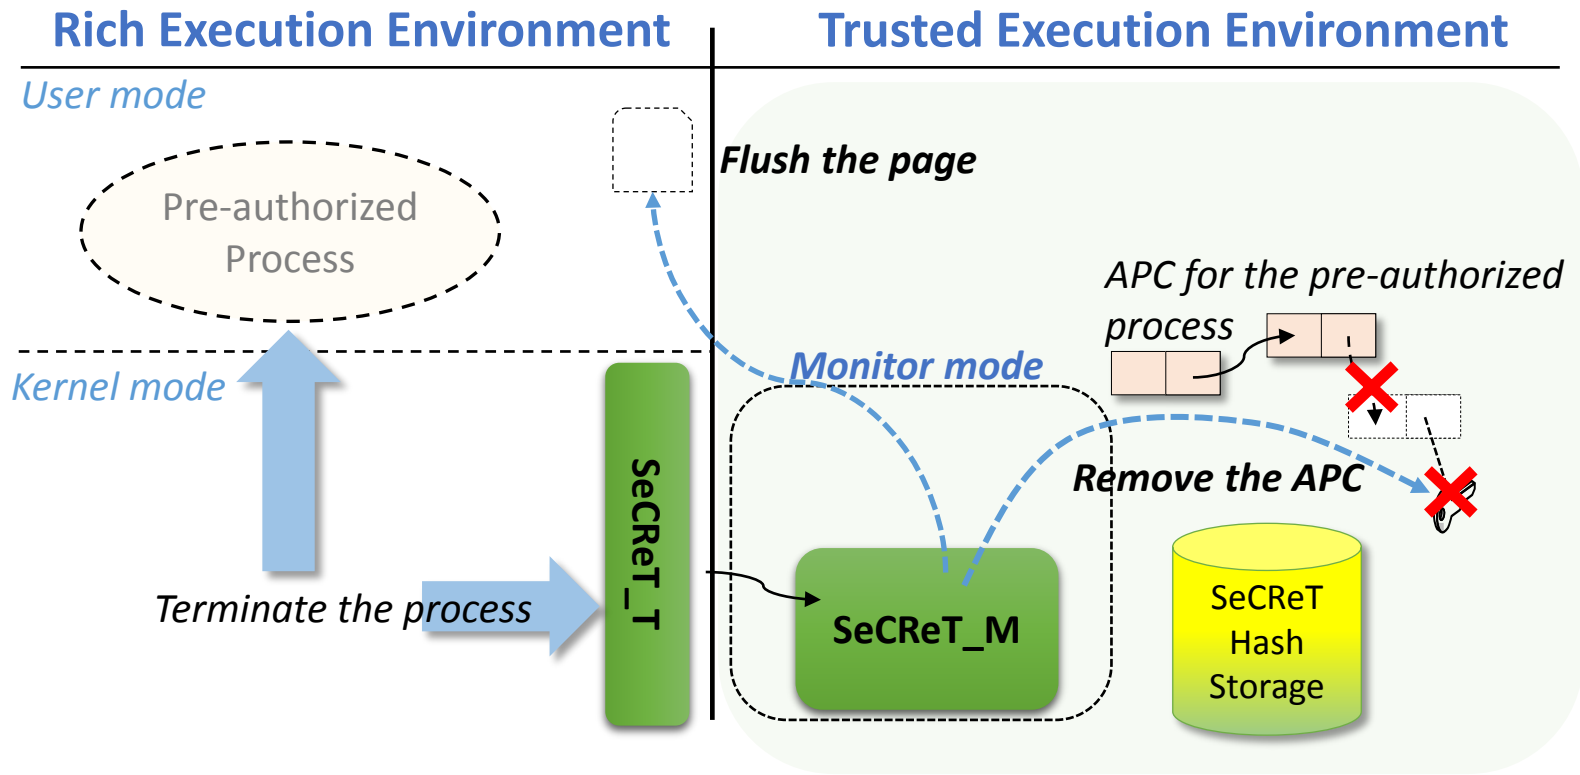 Rich Execution Environment
Trusted Execution Environment
User mode
Flush the page
Pre-authorized
Process
APC for the pre-authorized
process
Monitor mode
Kernel mode
Remove the APC
SeCReT_T
Terminate the process
SeCReT_M
SeCReT
Hash
Storage